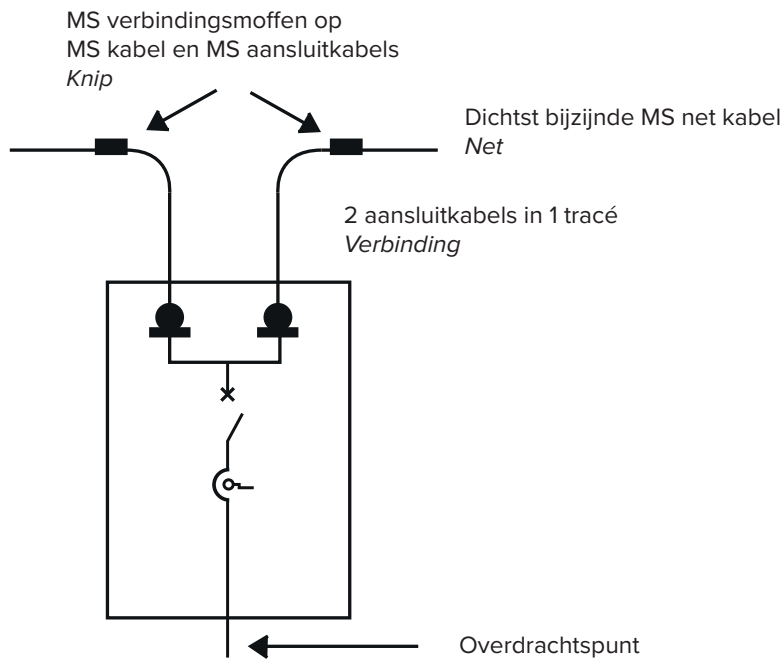 MS verbindingsmoffen op
MS kabel en MS aansluitkabels
Knip
Dichtst bijzijnde MS net kabel
Net
2 aansluitkabels in 1 tracé
Verbinding
Overdrachtspunt